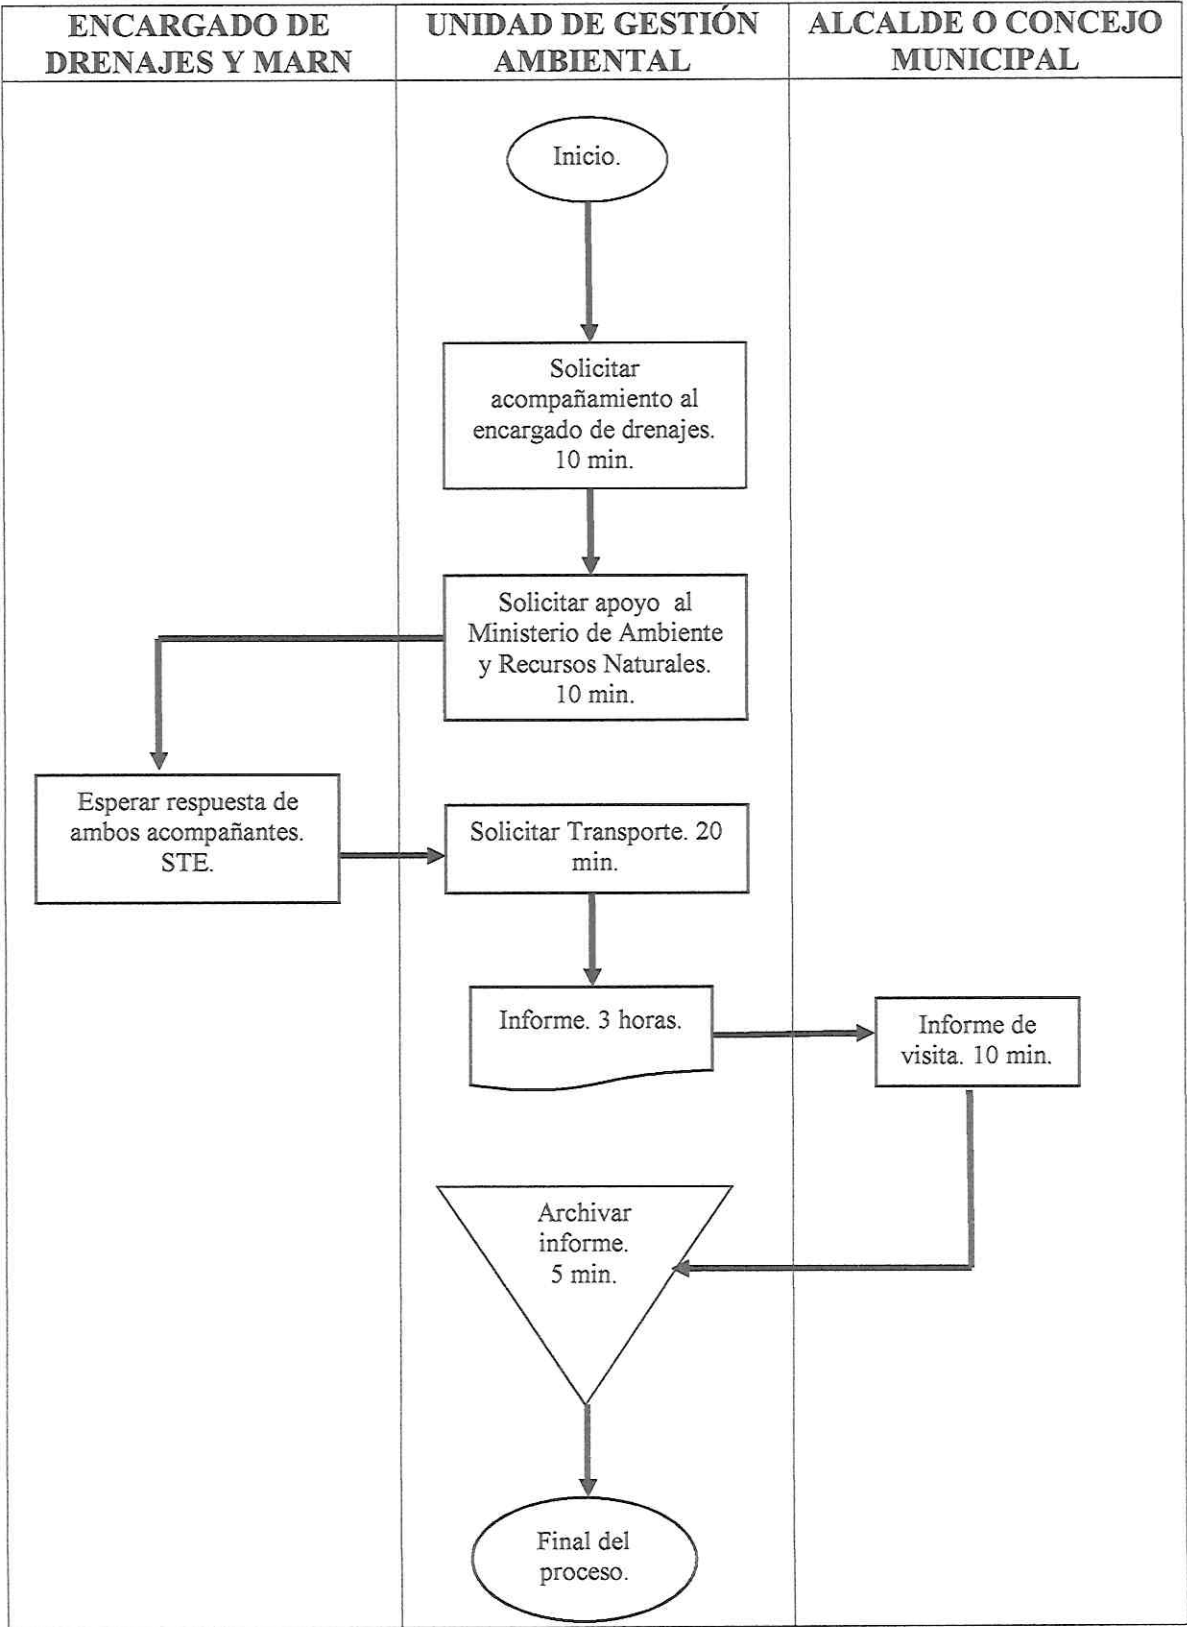 ENCARGADO DE
DRENAJES Y MARN
UNIDAD DE GESTIÓN
AMBIENTAL
ALCALDE O CONCEJO
MUNICIPAL
Inicio.
Solicitar
acompañamiento al
encargado de drenajes.
10 min.
Solicitar apoyo al
Ministerio de Ambiente
y Recursos Naturales.
10 min.
Esperar respuesta de
ambos acompañantes.
STE.
Solicitar Transporte. 20
min.
Informe. 3 horas.
Informe de
visita. 10 min.
Archivar
informe.
5 min.
Final del
proceso.